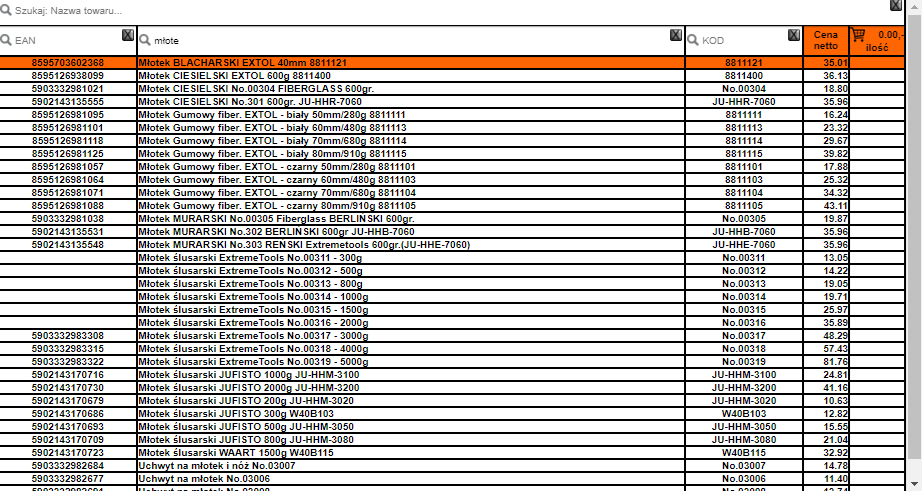 Szukaj: Nazwa towaru... X
EAN X młote X KOD X Cena netto 0.00,- ilość
8595703602368 Młotek BLACHARSKI EXTOL 40mm 8811121 8811121 35.01
8595126938099 Młotek CIESIELSKI EXTOL 600g 8811400 8811400 36.13
5903332981021 Młotek CIESIELSKI No.00304 FIBERGLASS 600gr. No.00304 18.80
5902143135555 Młotek CIESIELSKI No.301 600gr. JU-HHR-7060 JU-HHR-7060 35.96
8595126981095 Młotek Gumowy fiber. EXTOL - biały 50mm/280g 8811111 8811111 16.24
8595126981101 Młotek Gumowy fiber. EXTOL - biały 60mm/480g 8811113 8811113 23.32
8595126981118 Młotek Gumowy fiber. EXTOL - biały 70mm/680g 8811114 8811114 29.67
8595126981125 Młotek Gumowy fiber. EXTOL - biały 80mm/910g 8811115 8811115 39.82
8595126981057 Młotek Gumowy fiber. EXTOL - czarny 50mm/280g 8811101 8811101 17.88
8595126981064 Młotek Gumowy fiber. EXTOL - czarny 60mm/480g 8811103 8811103 25.32
8595126981071 Młotek Gumowy fiber. EXTOL - czarny 70mm/680g 8811104 8811104 34.32
8595126981088 Młotek Gumowy fiber. EXTOL - czarny 80mm/910g 8811105 8811105 43.11
5903332981038 Młotek MURARSKI No.00305 Fiberglass BERLINSKI 600gr. No.00305 19.87
5902143135531 Młotek MURARSKI No.302 BERLINSKI 600gr JU-HHB-7060 JU-HHB-7060 35.96
5902143135548 Młotek MURARSKI No.303 REŃSKI Extremetools 600gr.(JU-HHE-7060) JU-HHE-7060 35.96
Młotek ślusarski ExtremeTools No.00311 - 300g No.00311 13.05
Młotek ślusarski ExtremeTools No.00312 - 500g No.00312 14.22
Młotek ślusarski ExtremeTools No.00313 - 800g No.00313 19.05
Młotek ślusarski ExtremeTools No.00314 - 1000g No.00314 19.71
Młotek ślusarski ExtremeTools No.00315 - 1500g No.00315 25.97
Młotek ślusarski ExtremeTools No.00316 - 2000g No.00316 35.89
5903332983308 Młotek ślusarski ExtremeTools No.00317 - 3000g No.00317 48.29
5903332983315 Młotek ślusarski ExtremeTools No.00318 - 4000g No.00318 57.43
5903332983322 Młotek ślusarski ExtremeTools No.00319 - 5000g No.00319 81.76
5902143170716 Młotek ślusarski JUFISTO 1000g JU-HHM-3100 JU-HHM-3100 24.81
5902143170730 Młotek ślusarski JUFISTO 2000g JU-HHM-3200 JU-HHM-3200 41.16
5902143170679 Młotek ślusarski JUFISTO 200g JU-HHM-3020 JU-HHM-3020 10.63
5902143170686 Młotek ślusarski JUFISTO 300g W40B103 W40B103 12.82
5902143170693 Młotek ślusarski JUFISTO 500g JU-HHM-3050 JU-HHM-3050 15.55
5902143170709 Młotek ślusarski JUFISTO 800g JU-HHM-3080 JU-HHM-3080 21.04
5902143170723 Młotek ślusarski WAART 1500g W40B115 W40B115 32.92
5903332982684 Uchwyt na młotek i nóż No.03007 No.03007 14.78
5903332982677 Uchwyt na młotek No.03006 No.03006 11.40